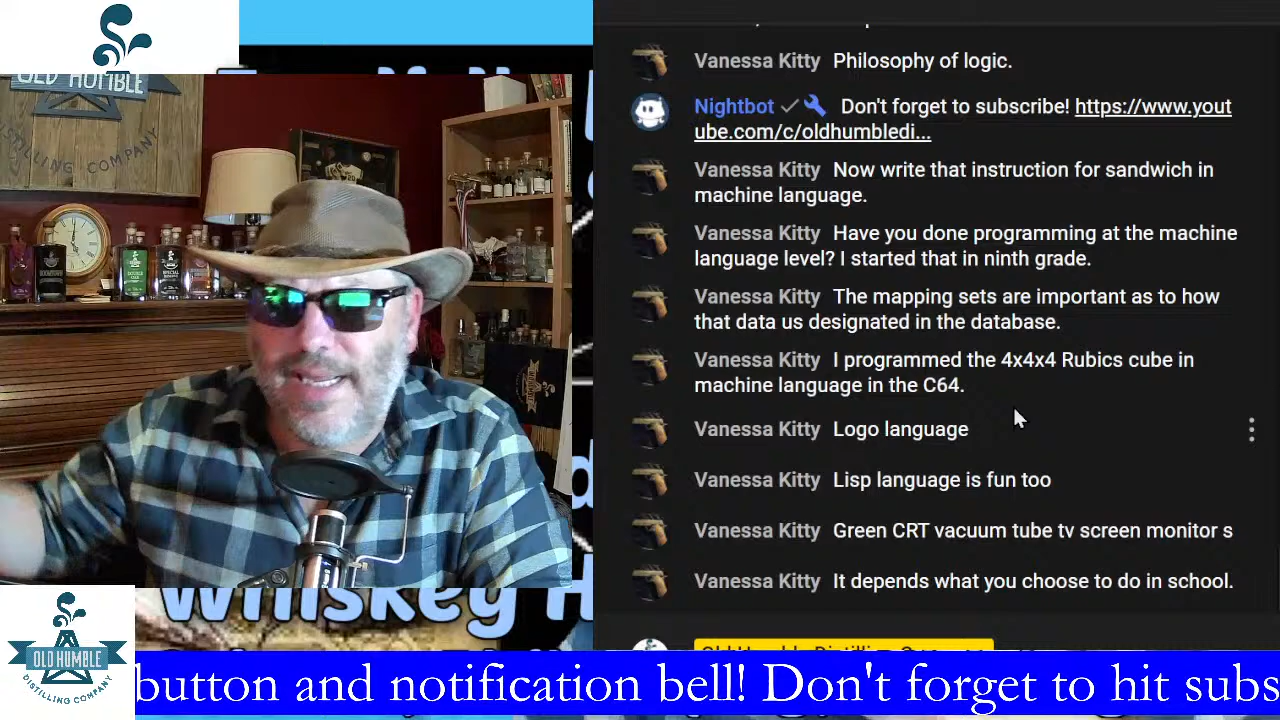 OLD HUMBLE
DISTILLING COMPANY
Vanessa Kitty Philosophy of logic.
Nightbot Don't forget to subscribe! https://www.yout
ube.com/c/oldhumbledi...
Vanessa Kitty Now write that instruction for sandwich in
machine language.
Vanessa Kitty Have you done programming at the machine
language level? I started that in ninth grade.
Vanessa Kitty The mapping sets are important as to how
that data us designated in the database.
Vanessa Kitty I programmed the 4x4x4 Rubics cube in
machine language in the C64.
Vanessa Kitty Logo language
Vanessa Kitty Lisp language is fun too
Vanessa Kitty Green CRT vacuum tube tv screen monitor s
Vanessa Kitty It depends what you choose to do in school.
Whiskey H
OLD HUMBLE
DISTILLING COMPANY
button and notification bell! Don't forget to hit subs